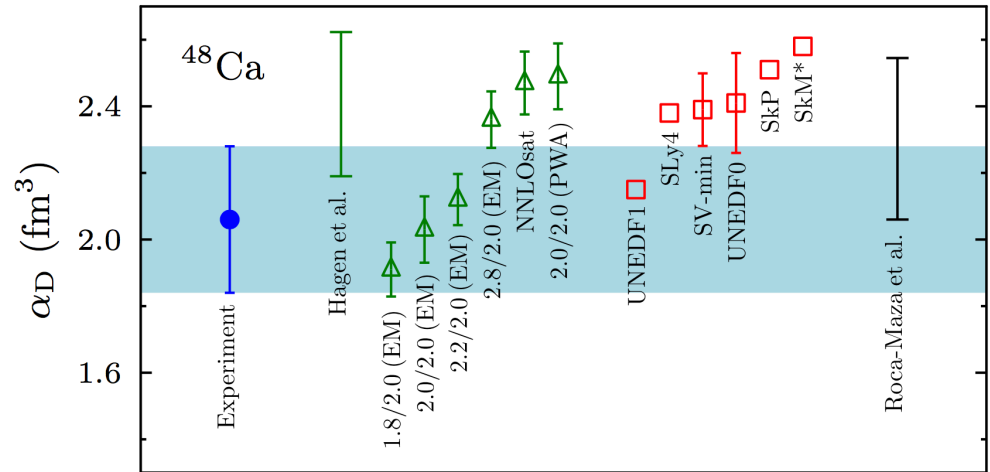 ⁴⁸Ca
α_D (fm³)
2.4
2.0
1.6
Experiment
Hagen et al.
1.8/2.0 (EM)
2.0/2.0 (EM)
2.2/2.0 (EM)
2.8/2.0 (EM)
NNLOsat
2.0/2.0 (PWA)
UNEDF1
SLy4
SV-min
UNEDF0
SkP
SkM*
Roca-Maza et al.